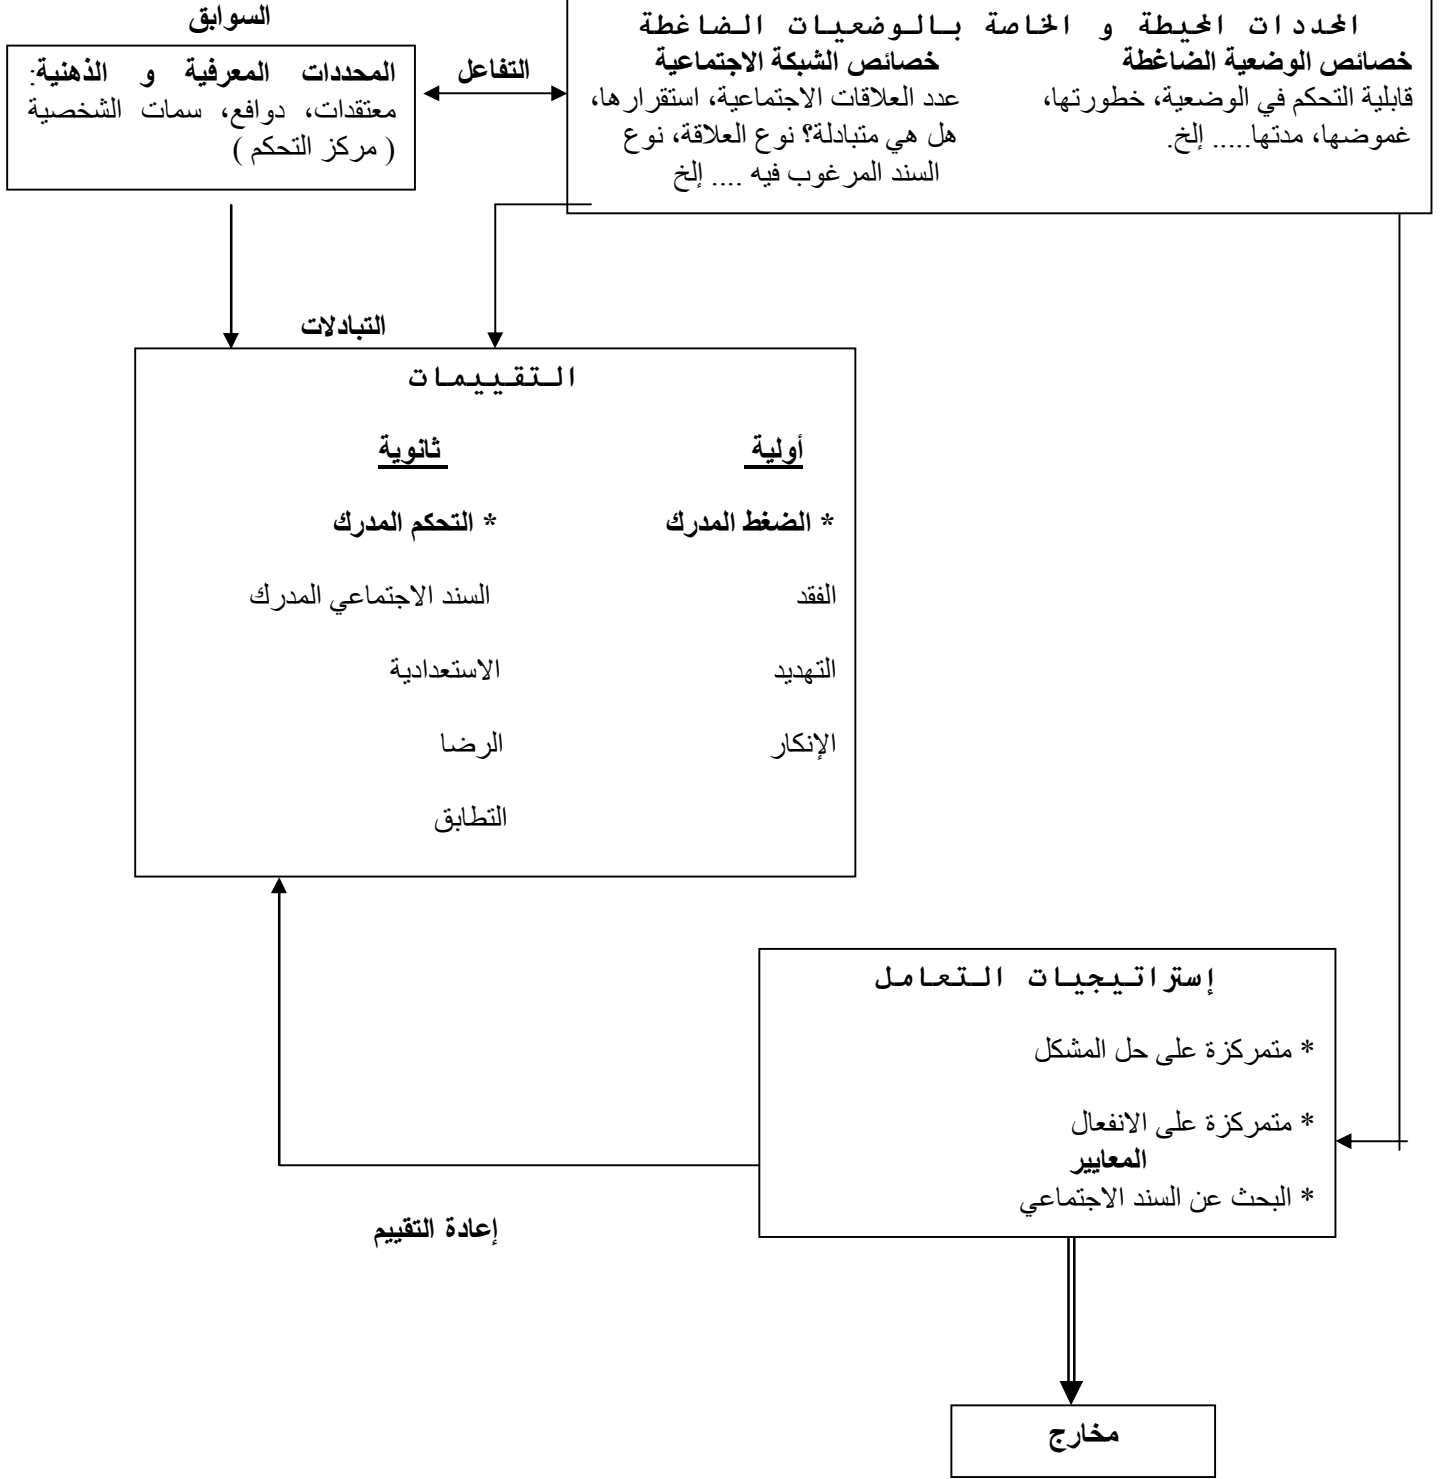 السوابق
المحددات المحيطة و الخاصة بالوضعيات الضاغطة
خصائص الوضعية الضاغطة
قابلية التحكم في الوضعية، خطورتها،
غموضها، مدتها..... إلخ.
خصائص الشبكة الاجتماعية
عدد العلاقات الاجتماعية، استقرارها،
هل هي متبادلة؟ نوع العلاقة، نوع
السند المرغوب فيه .... إلخ
التفاعل
المحددات المعرفية و الذهنية:
معتقدات، دوافع، سمات الشخصية
( مركز التحكم )
التبادلات
التقييمات
أولية
* الضغط المدرك
الفقد
التهديد
الإنكار
ثانوية
* التحكم المدرك
السند الاجتماعي المدرك
الاستعدادية
الرضا
التطابق
إستراتيجيات التعامل
* متمركزة على حل المشكل
* متمركزة على الانفعال
المعايير
* البحث عن السند الاجتماعي
إعادة التقييم
مخارج